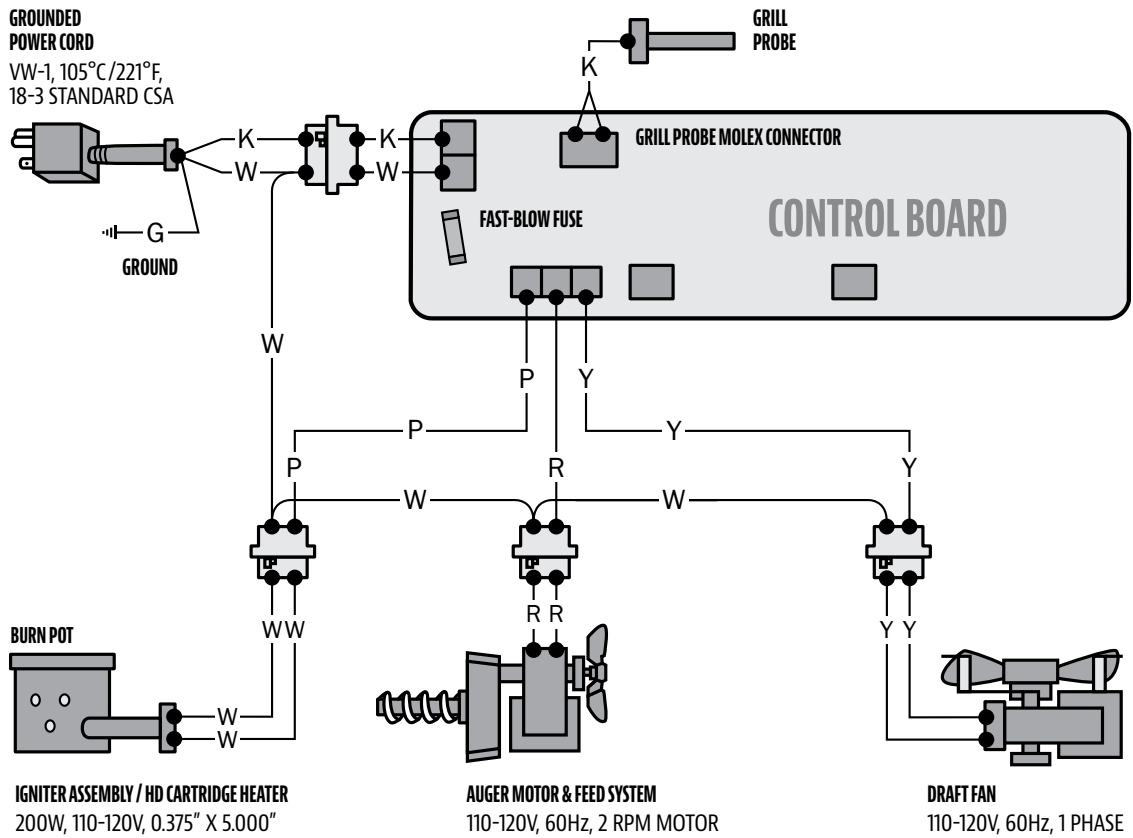 GROUNDED
POWER CORD
VW-1, 105°C/221°F,
18-3 STANDARD CSA
GRILL
PROBE
K
GRILL PROBE MOLEX CONNECTOR
K
K
W
W
FAST-BLOW FUSE
CONTROL BOARD
G
GROUND
W
P
Y
P
Y
P
R
Y
W
W
R R
W W
Y Y
BURN POT
W
W
IGNITER ASSEMBLY / HD CARTRIDGE HEATER
200W, 110-120V, 0.375" X 5.000"
AUGER MOTOR & FEED SYSTEM
110-120V, 60Hz, 2 RPM MOTOR
DRAFT FAN
110-120V, 60Hz, 1 PHASE